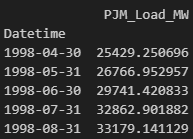 PJM_Load_MW
Datetime
1998-04-30 25429.250696
1998-05-31 26766.952957
1998-06-30 29741.420833
1998-07-31 32862.901882
1998-08-31 33179.141129